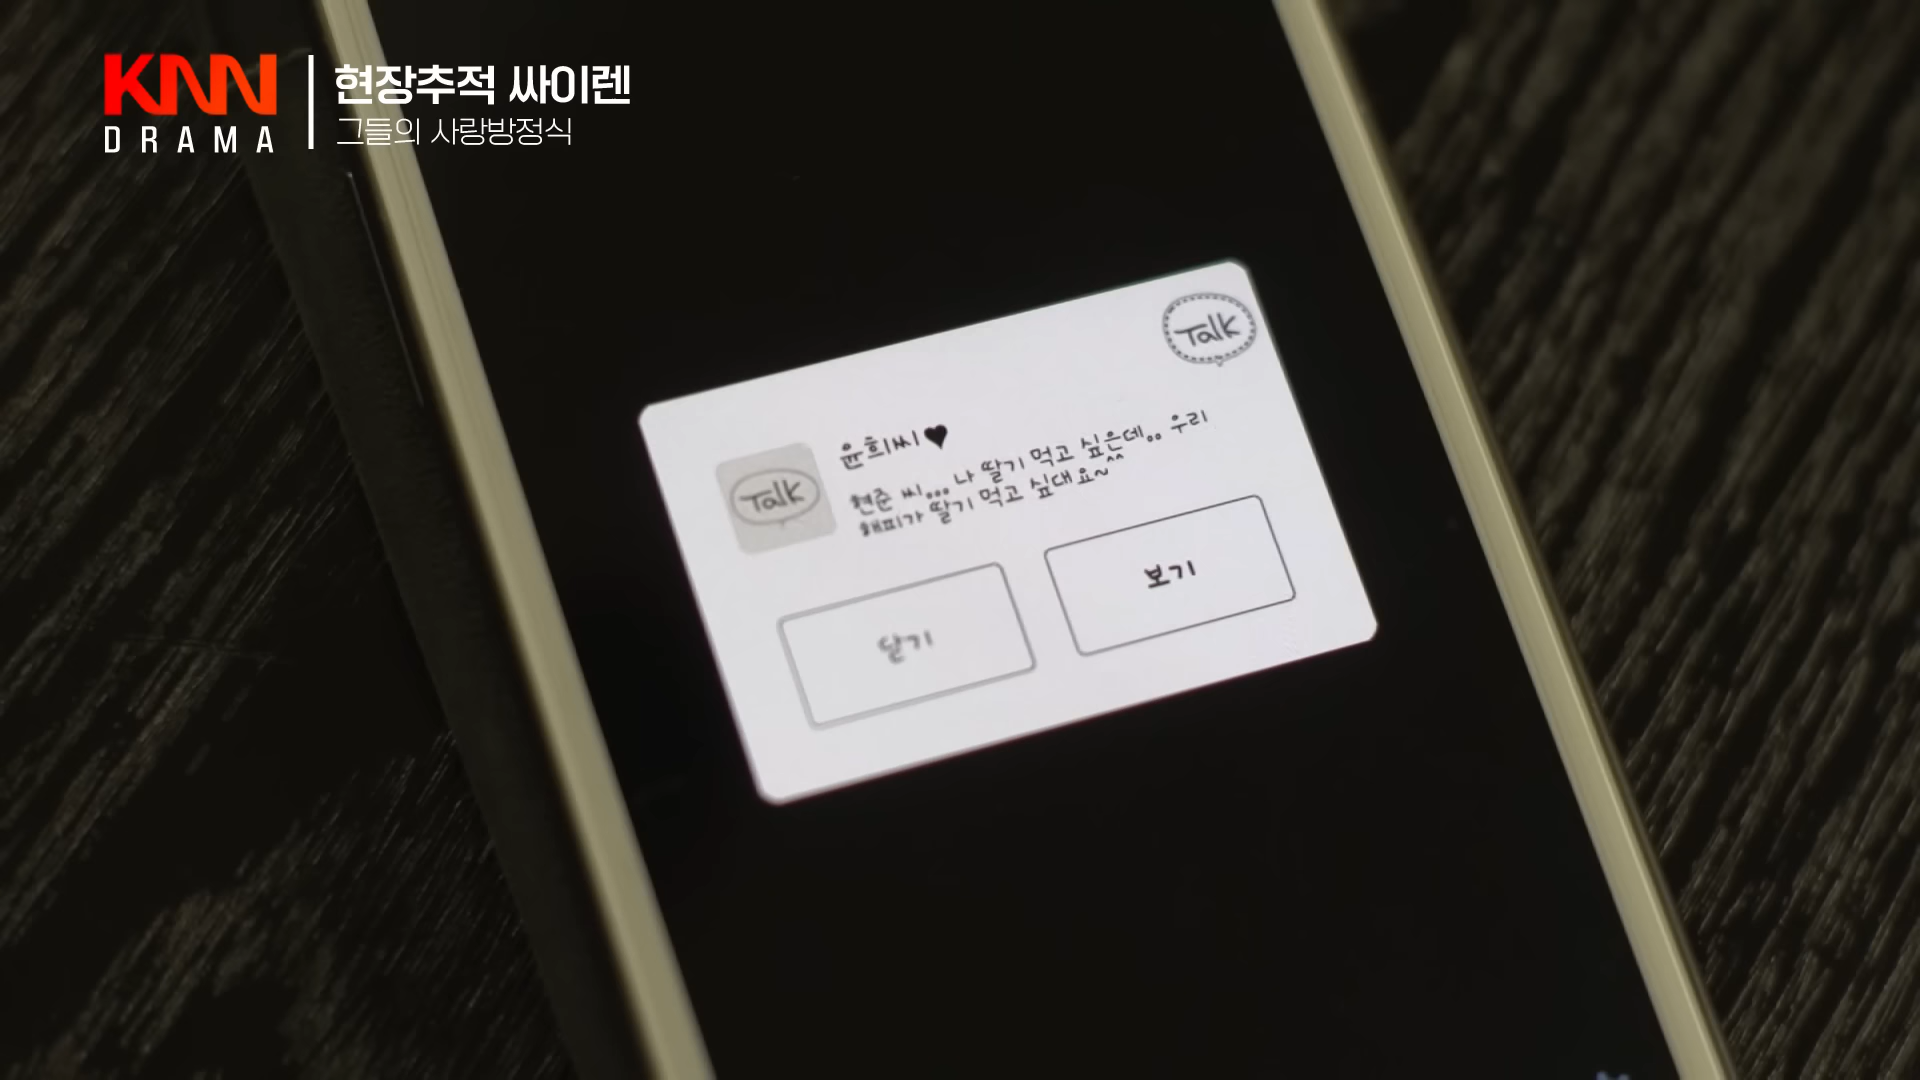 KNN
DRAMA
현장추적 싸이렌
그들의 사랑방정식
Talk
Talk
윤희씨♥
현준 씨... 나 딸기 먹고 싶은데.. 우리
해피가 딸기 먹고 싶대요~^^
닫기
보기